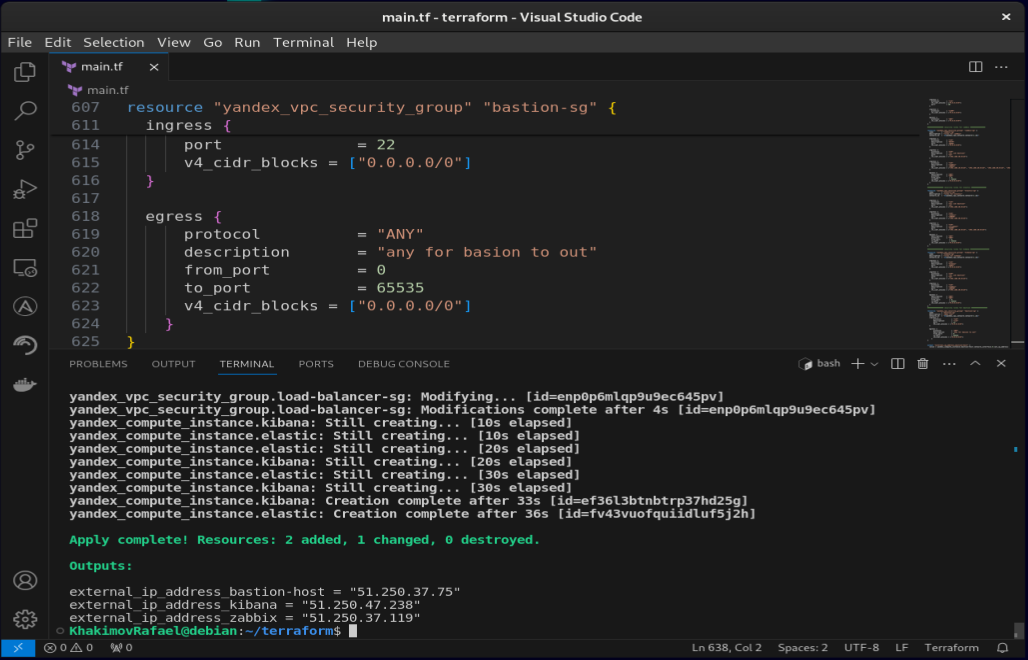 main.tf - terraform - Visual Studio Code
File Edit Selection View Go Run Terminal Help
main.tf
main.tf
607 resource "yandex_vpc_security_group" "bastion-sg" {
611 ingress {
614 port = 22
615 v4_cidr_blocks = ["0.0.0.0/0"]
616 }
617
618 egress {
619 protocol = "ANY"
620 description = "any for basion to out"
621 from_port = 0
622 to_port = 65535
623 v4_cidr_blocks = ["0.0.0.0/0"]
624 }
625 }
PROBLEMS OUTPUT TERMINAL PORTS DEBUG CONSOLE bash
yandex_vpc_security_group.load-balancer-sg: Modifying... [id=enp0p6mlqp9u9ec645pv]
yandex_vpc_security_group.load-balancer-sg: Modifications complete after 4s [id=enp0p6mlqp9u9ec645pv]
yandex_compute_instance.kibana: Still creating... [10s elapsed]
yandex_compute_instance.elastic: Still creating... [10s elapsed]
yandex_compute_instance.elastic: Still creating... [20s elapsed]
yandex_compute_instance.kibana: Still creating... [20s elapsed]
yandex_compute_instance.elastic: Still creating... [30s elapsed]
yandex_compute_instance.kibana: Still creating... [30s elapsed]
yandex_compute_instance.kibana: Creation complete after 33s [id=ef36l3btnbtrp37hd25g]
yandex_compute_instance.elastic: Creation complete after 36s [id=fv43vuofquiidluf5j2h]
Apply complete! Resources: 2 added, 1 changed, 0 destroyed.
Outputs:
external_ip_address_bastion-host = "51.250.37.75"
external_ip_address_kibana = "51.250.47.238"
external_ip_address_zabbix = "51.250.37.119"
KhakimovRafael@debian:~/terraform$
0 0 0 Ln 638, Col 2 Spaces: 2 UTF-8 LF Terraform